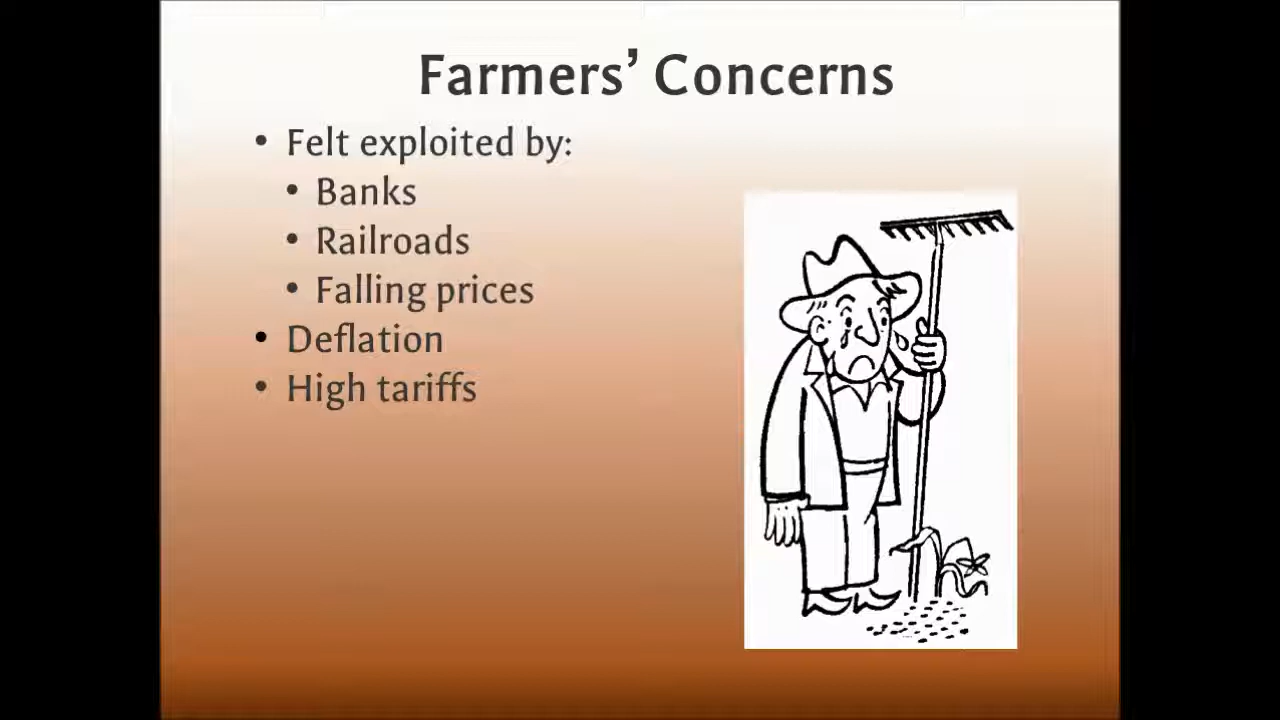 Farmers’ Concerns
• Felt exploited by:
• Banks
• Railroads
• Falling prices
• Deflation
• High tariffs